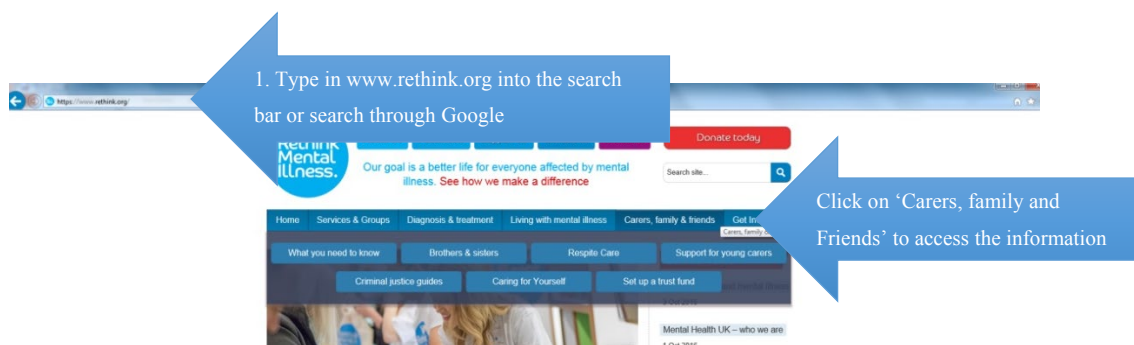 1. Type in www.rethink.org into the search
bar or search through Google
https://www.rethink.org/
Rethink
Mental
Illness.
Our goal is a better life for everyone affected by mental
illness. See how we make a difference
Donate today
Search site...
Click on ‘Carers, family and
Friends’ to access the information
Home Services & Groups Diagnosis & treatment Living with mental illness Carers, family & friends Get
Carers, family
What you need to know Brothers & sisters Respite Care Support for young carers
Criminal justice guides Caring for Yourself Set up a trust fund
Mental Health UK – who we are